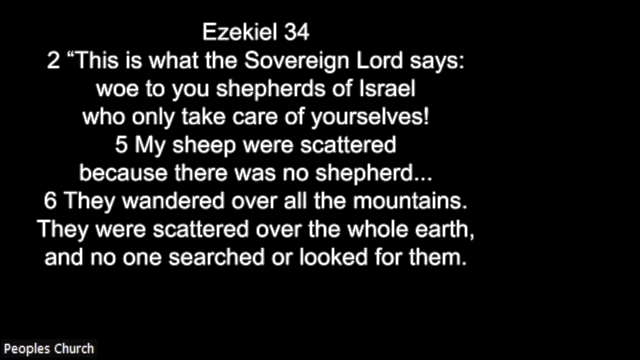 Ezekiel 34
2 “This is what the Sovereign Lord says:
woe to you shepherds of Israel
who only take care of yourselves!
5 My sheep were scattered
because there was no shepherd...
6 They wandered over all the mountains.
They were scattered over the whole earth,
and no one searched or looked for them.
Peoples Church